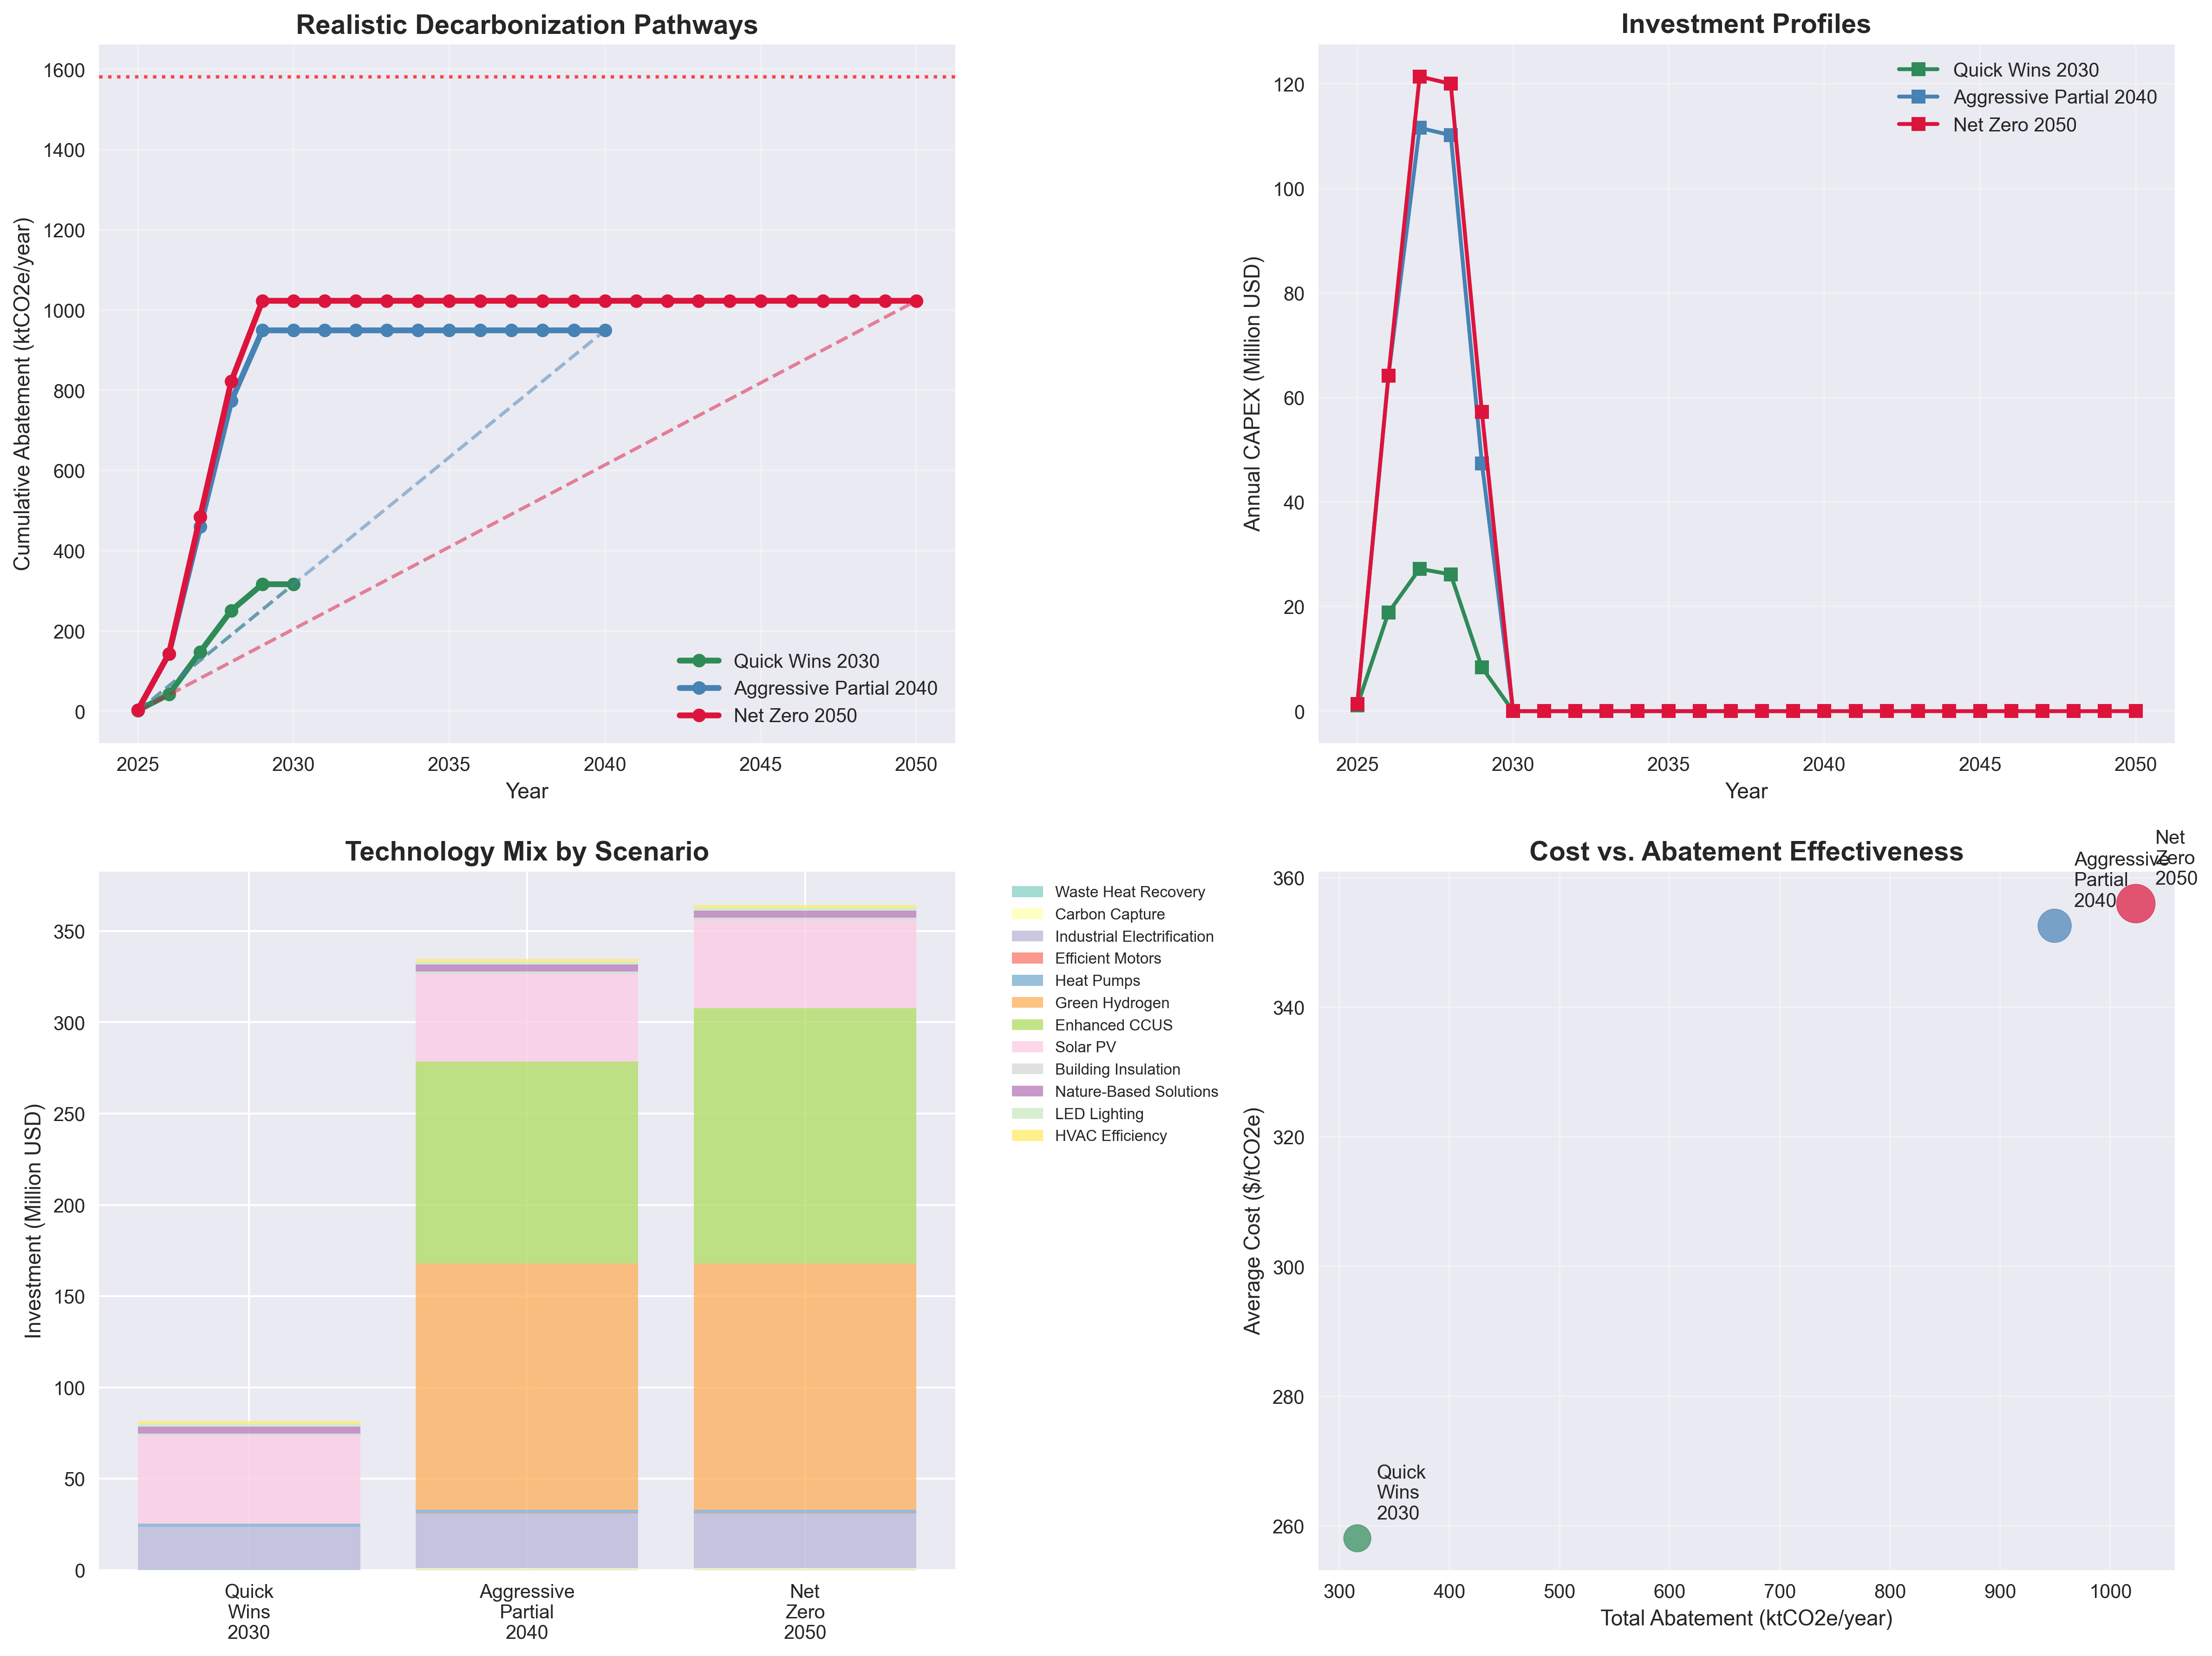 Realistic Decarbonization Pathways
Cumulative Abatement (ktCO2e/year)
1600
1400
1200
1000
800
600
400
200
0
2025
2030
2035
2040
2045
2050
Year
Quick Wins 2030
Aggressive Partial 2040
Net Zero 2050
Investment Profiles
Annual CAPEX (Million USD)
120
100
80
60
40
20
0
2025
2030
2035
2040
2045
2050
Year
Quick Wins 2030
Aggressive Partial 2040
Net Zero 2050
Technology Mix by Scenario
Investment (Million USD)
350
300
250
200
150
100
50
0
Quick
Wins
2030
Aggressive
Partial
2040
Net
Zero
2050
Waste Heat Recovery
Carbon Capture
Industrial Electrification
Efficient Motors
Heat Pumps
Green Hydrogen
Enhanced CCUS
Solar PV
Building Insulation
Nature-Based Solutions
LED Lighting
HVAC Efficiency
Cost vs. Abatement Effectiveness
Average Cost ($/tCO2e)
360
340
320
300
280
260
300
400
500
600
700
800
900
1000
Total Abatement (ktCO2e/year)
Quick
Wins
2030
Aggressive
Partial
2040
Net
Zero
2050